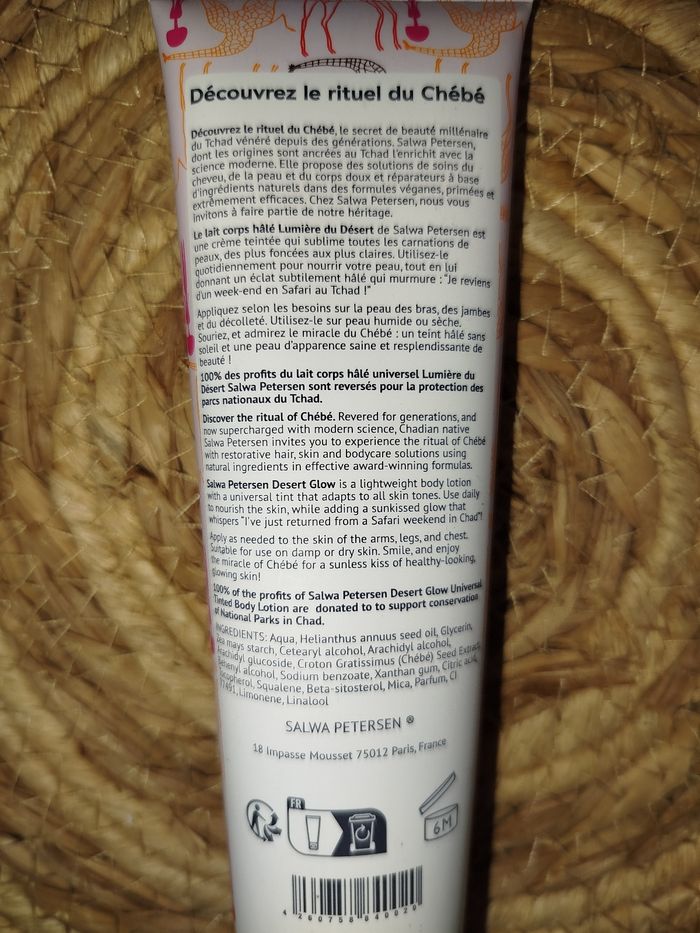 Découvrez le rituel du Chébé
Découvrez le rituel du Chébé, le secret de beauté millénaire
du Tchad vénéré depuis des générations. Salwa Petersen,
dont les origines sont ancrées au Tchad l'enrichit avec la
science moderne. Elle propose des solutions de soins du
cheveu, de la peau et du corps doux et réparateurs à base
d'ingrédients naturels dans des formules véganes, primées et
extrêmement efficaces. Chez Salwa Petersen, nous vous
invitons à faire partie de notre héritage.
Le lait corps hâlé Lumière du Désert de Salwa Petersen est
une crème teintée qui sublime toutes les carnations de
peaux, des plus foncées aux plus claires. Utilisez-le
quotidiennement pour nourrir votre peau, tout en lui
donnant un éclat subtilement hâlé qui murmure : "Je reviens
d'un week-end en Safari au Tchad !"
Appliquez selon les besoins sur la peau des bras, des jambes
et du décolleté. Utilisez-le sur peau humide ou sèche.
Souriez, et admirez le miracle du Chébé : un teint hâlé sans
soleil et une peau d'apparence saine et resplendissante de
beauté !
100% des profits du lait corps hâlé universel Lumière du
Désert Salwa Petersen sont reversés pour la protection des
parcs nationaux du Tchad.
Discover the ritual of Chébé. Revered for generations, and
now supercharged with modern science, Chadian native
Salwa Petersen invites you to experience the ritual of Chébé
with restorative hair, skin and bodycare solutions using
natural ingredients in effective award-winning formulas.
Salwa Petersen Desert Glow is a lightweight body lotion
with a universal tint that adapts to all skin tones. Use daily
to nourish the skin, while adding a sunkissed glow that
whispers "I've just returned from a Safari weekend in Chad"!
Apply as needed to the skin of the arms, legs, and chest.
Suitable for use on damp or dry skin. Smile, and enjoy
the miracle of Chébé for a sunless kiss of healthy-looking,
glowing skin!
100% of the profits of Salwa Petersen Desert Glow Universal
Tinted Body Lotion are donated to to support conservation
of National Parks in Chad.
INGREDIENTS: Aqua, Helianthus annuus seed oil, Glycerin,
Zea mays starch, Cetearyl alcohol, Arachidyl alcohol,
Arachidyl glucoside, Croton Gratissimus (Chébé) Seed Extract,
Behenyl alcohol, Sodium benzoate, Xanthan gum, Citric acid,
Tocopherol, Squalene, Beta-sitosterol, Mica, Parfum, CI
77491, Limonene, Linalool
SALWA PETERSEN ®
18 Impasse Mousset 75012 Paris, France
FR
6M
4 260758 840020